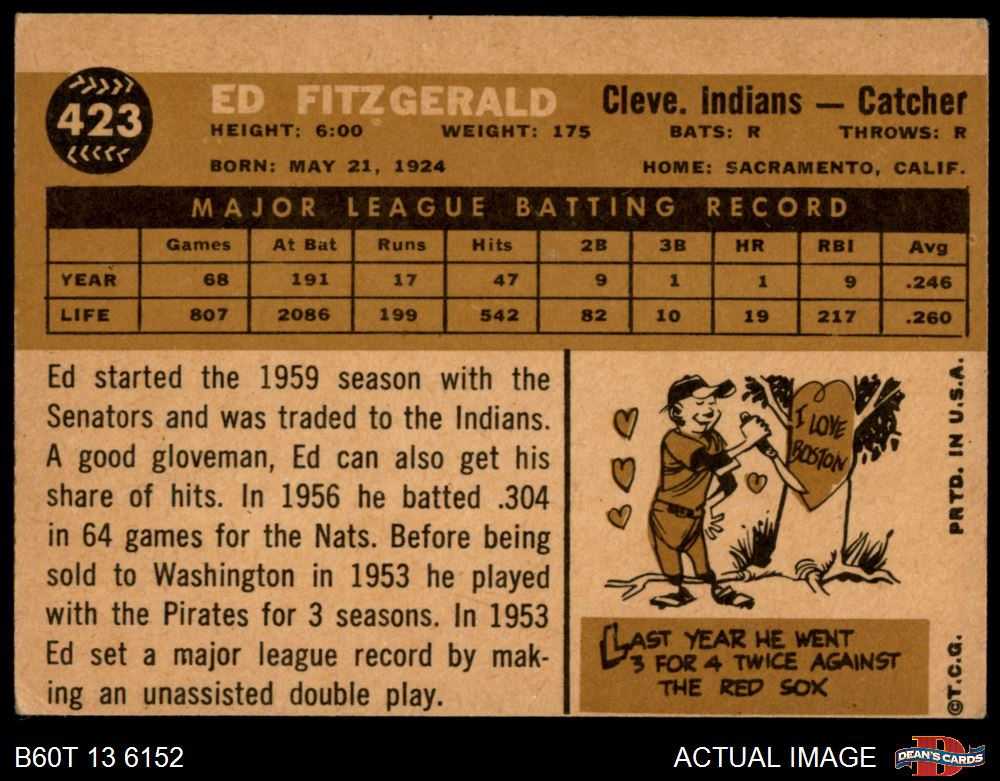 423
ED FITZGERALD
Cleve. Indians — Catcher
HEIGHT: 6:00 WEIGHT: 175 BATS: R THROWS: R
BORN: MAY 21, 1924 HOME: SACRAMENTO, CALIF.
MAJOR LEAGUE BATTING RECORD
Games At Bat Runs Hits 2B 3B HR RBI Avg
YEAR 68 191 17 47 9 1 1 9 .246
LIFE 807 2086 199 542 82 10 19 217 .260
Ed started the 1959 season with the
Senators and was traded to the Indians.
A good gloveman, Ed can also get his
share of hits. In 1956 he batted .304
in 64 games for the Nats. Before being
sold to Washington in 1953 he played
with the Pirates for 3 seasons. In 1953
Ed set a major league record by mak-
ing an unassisted double play.
I LOVE
BOSTON
LAST YEAR HE WENT
3 FOR 4 TWICE AGAINST
THE RED SOX
©T.C.G. PRTD. IN U.S.A.
B60T 13 6152
ACTUAL IMAGE
D
DEAN'S CARDS